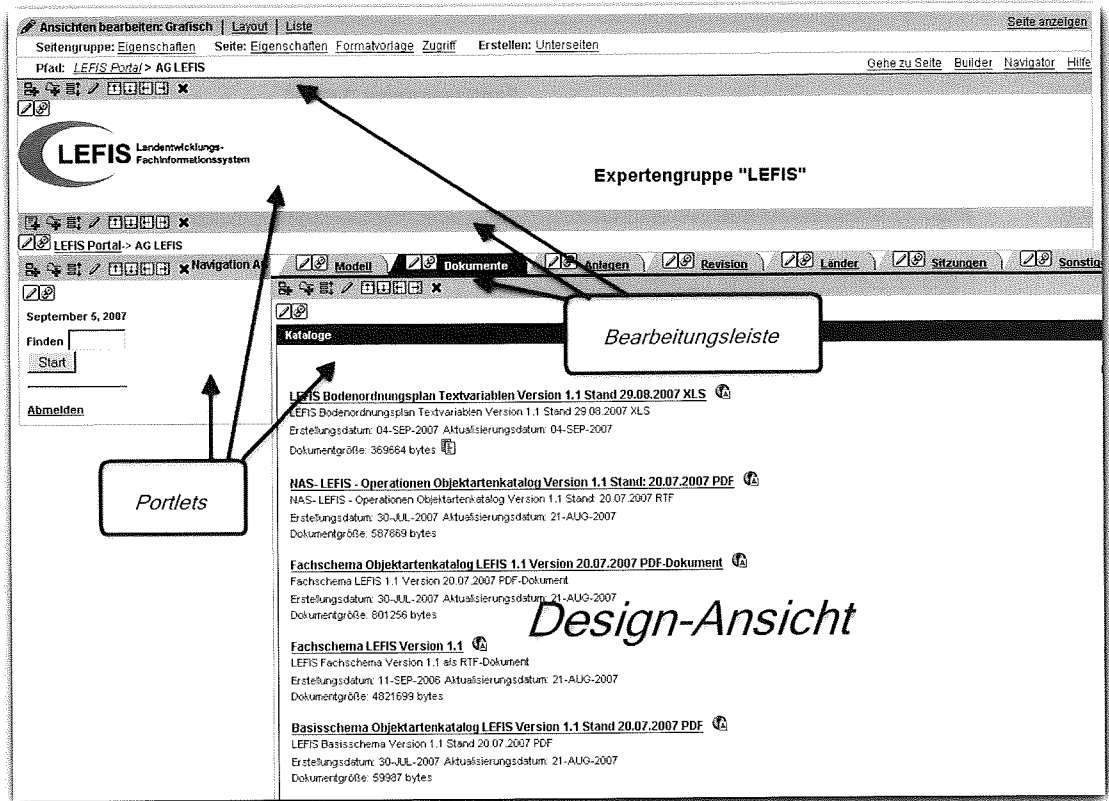 Ansichten bearbeiten: Grafisch | Layout | Liste Seite anzeigen
Seitengruppe: Eigenschaften Seite: Eigenschaften Formatvorlage Zugriff Erstellen: Unterseiten
Pfad: LEFIS Portal > AG LEFIS Gehe zu Seite Builder Navigator Hilfe
LEFIS Landentwicklungs-
Fachinformationssystem
Expertengruppe "LEFIS"
LEFIS Portal-> AG LEFIS
Navigation
Modell Dokumente Anlagen Revision Länder Sitzungen
September 5, 2007
Finden
Start
Abmelden
Kataloge
Bearbeitungsleiste
Portlets
LEFIS Bodenordnungsplan Textvariablen Version 1.1 Stand 29.08.2007 XLS
LEFIS Bodenordnungsplan Textvariablen Version 1.1 Stand 29.08.2007 XLS
Erstellungsdatum: 04-SEP-2007 Aktualisierungsdatum: 04-SEP-2007
Dokumentgröße: 369664 bytes
NAS- LEFIS - Operationen Objektartenkatalog Version 1.1 Stand: 20.07.2007 PDF
NAS- LEFIS - Operationen Objektartenkatalog Version 1.1 Stand: 20.07.2007 RTF
Erstellungsdatum: 30-JUL-2007 Aktualisierungsdatum: 21-AUG-2007
Dokumentgröße: 587869 bytes
Fachschema Objektartenkatalog LEFIS 1.1 Version 20.07.2007 PDF-Dokument
Fachschema LEFIS 1.1 Version 20.07.2007 PDF-Dokument
Erstellungsdatum: 30-JUL-2007 Aktualisierungsdatum: 21-AUG-2007
Dokumentgröße: 801256 bytes
Design-Ansicht
Fachschema LEFIS Version 1.1
LEFIS Fachschema Version 1.1 als RTF-Dokument
Erstellungsdatum: 11-SEP-2006 Aktualisierungsdatum: 21-AUG-2007
Dokumentgröße: 4821699 bytes
Basisschema Objektartenkatalog LEFIS Version 1.1 Stand 20.07.2007 PDF
LEFIS Basisschema Version 1.1 Stand 20.07.2007 PDF
Erstellungsdatum: 30-JUL-2007 Aktualisierungsdatum: 21-AUG-2007
Dokumentgröße: 59987 bytes